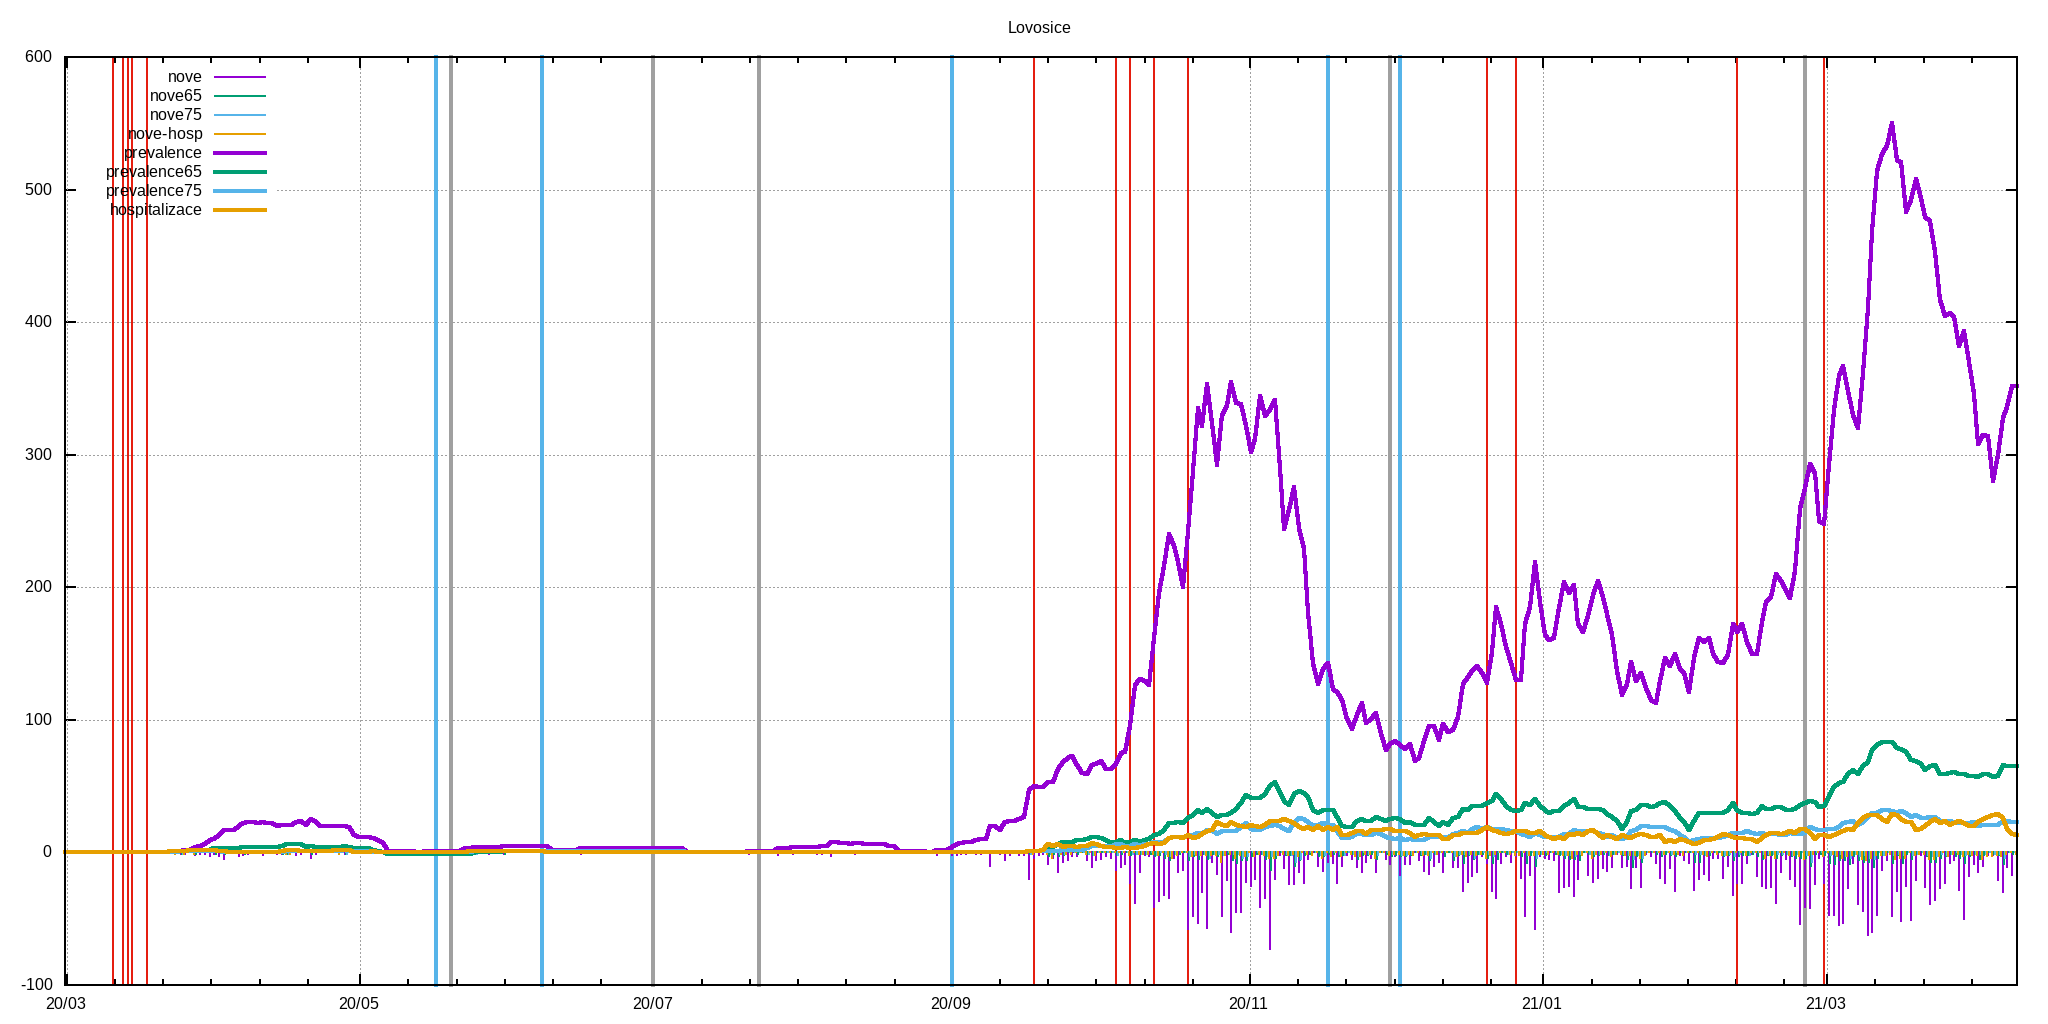 Lovosice
600
nove
nove65
nove75
nove-hosp
prevalence
prevalence65
prevalence75
hospitalizace
500
400
300
200
100
0
-100
20/03 20/05 20/07 20/09 20/11 21/01 21/03